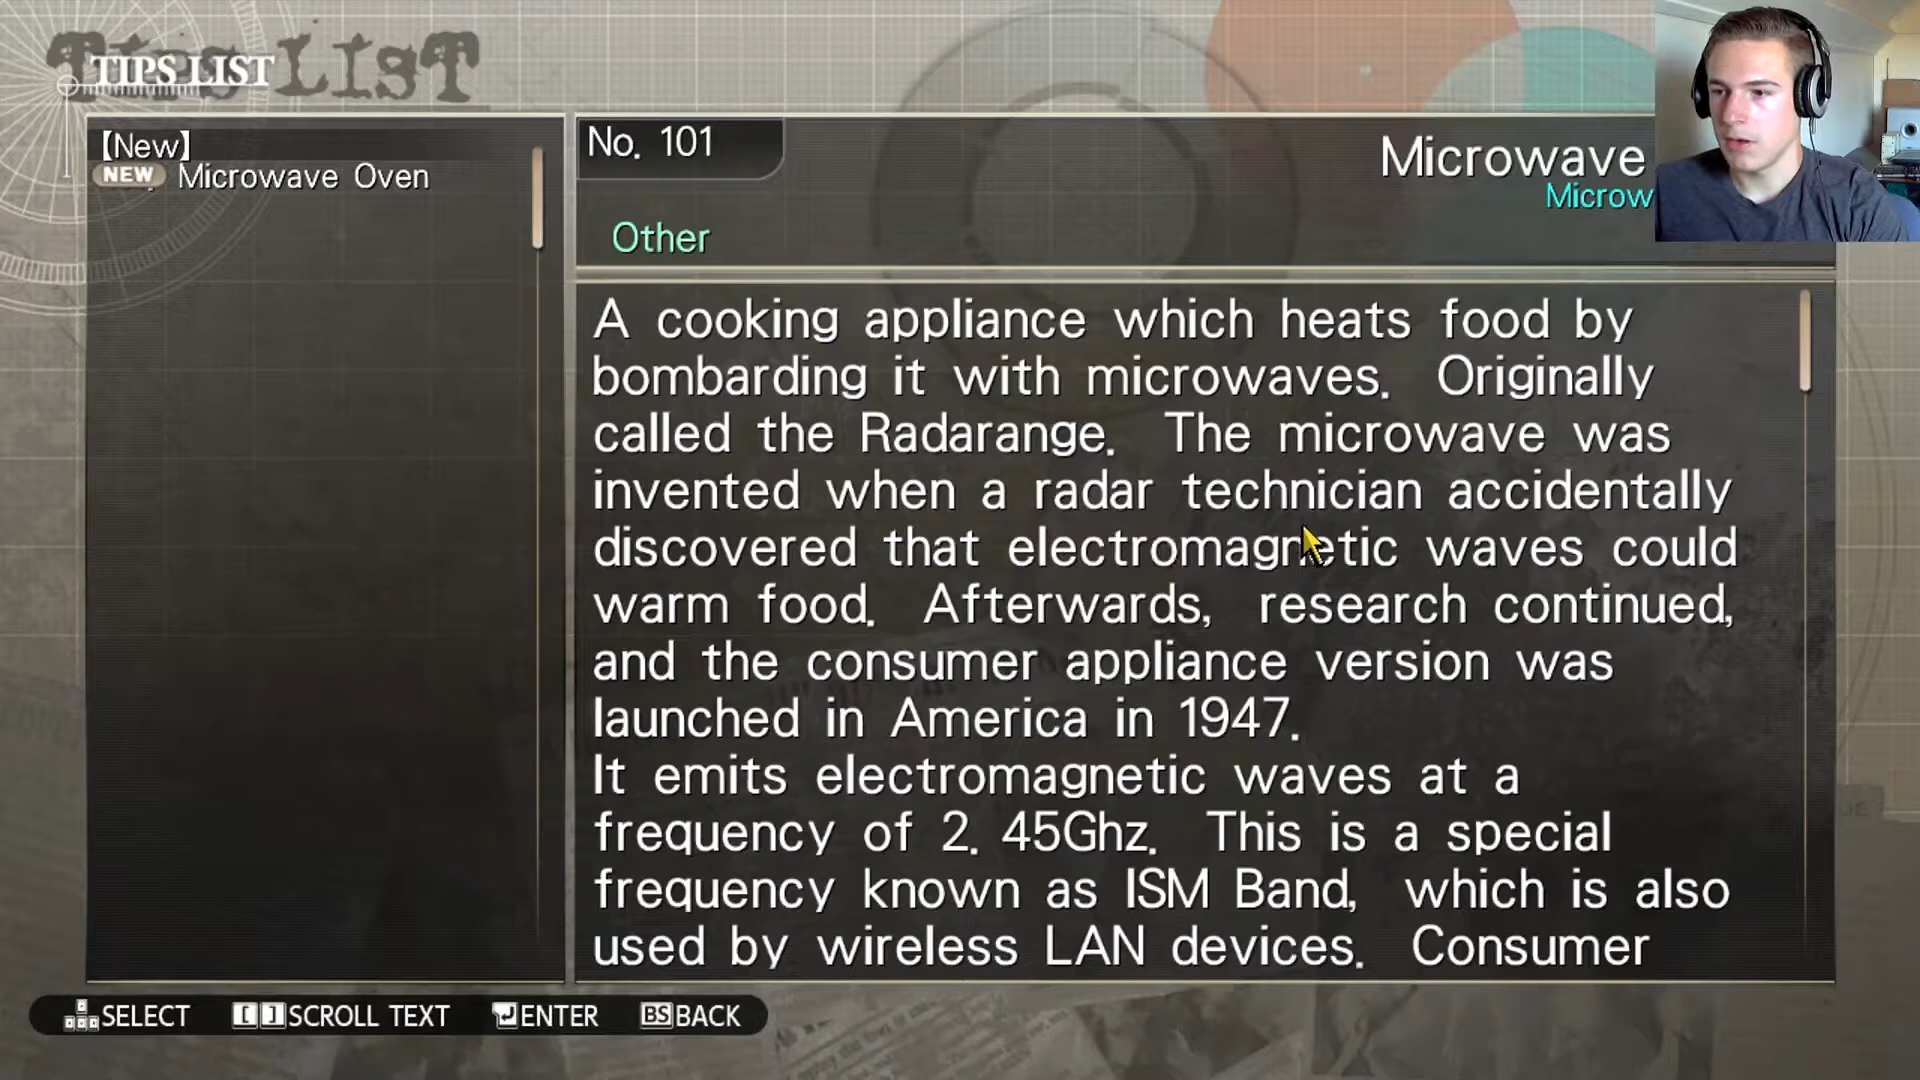 TIPS LIST
TIPS LIST
【New】
NEW Microwave Oven
No. 101
Microwave
Microw
Other
A cooking appliance which heats food by
bombarding it with microwaves. Originally
called the Radarange. The microwave was
invented when a radar technician accidentally
discovered that electromagnetic waves could
warm food. Afterwards, research continued,
and the consumer appliance version was
launched in America in 1947.
It emits electromagnetic waves at a
frequency of 2. 45Ghz. This is a special
frequency known as ISM Band, which is also
used by wireless LAN devices. Consumer
SELECT [ ] SCROLL TEXT ENTER BS BACK